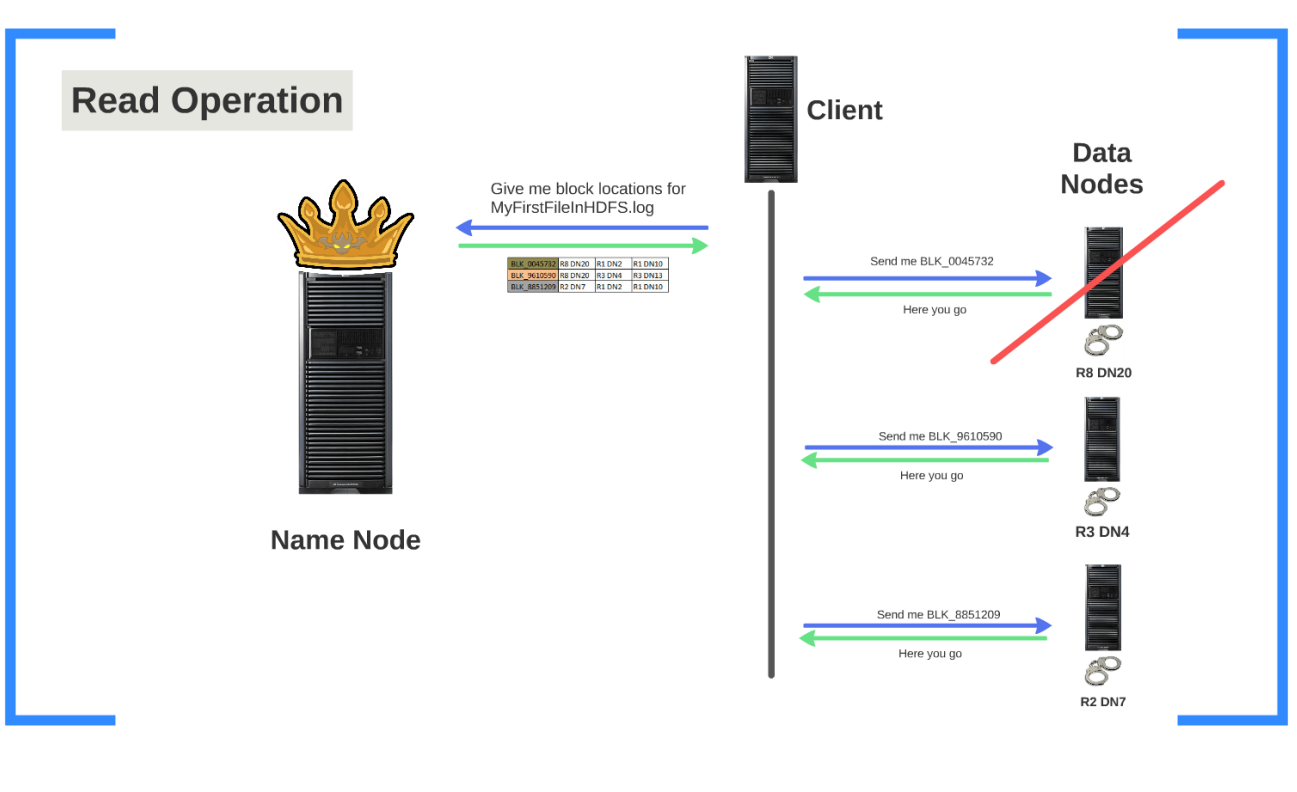 Read Operation
Client
Data
Nodes
Give me block locations for
MyFirstFileInHDFS.log
BLK_0045732 R8 DN20 R1 DN2 R1 DN10
BLK_9610590 R8 DN20 R3 DN4 R3 DN13
BLK_8851209 R2 DN7 R1 DN2 R1 DN10
Send me BLK_0045732
Here you go
R8 DN20
Send me BLK_9610590
Here you go
R3 DN4
Name Node
Send me BLK_8851209
Here you go
R2 DN7